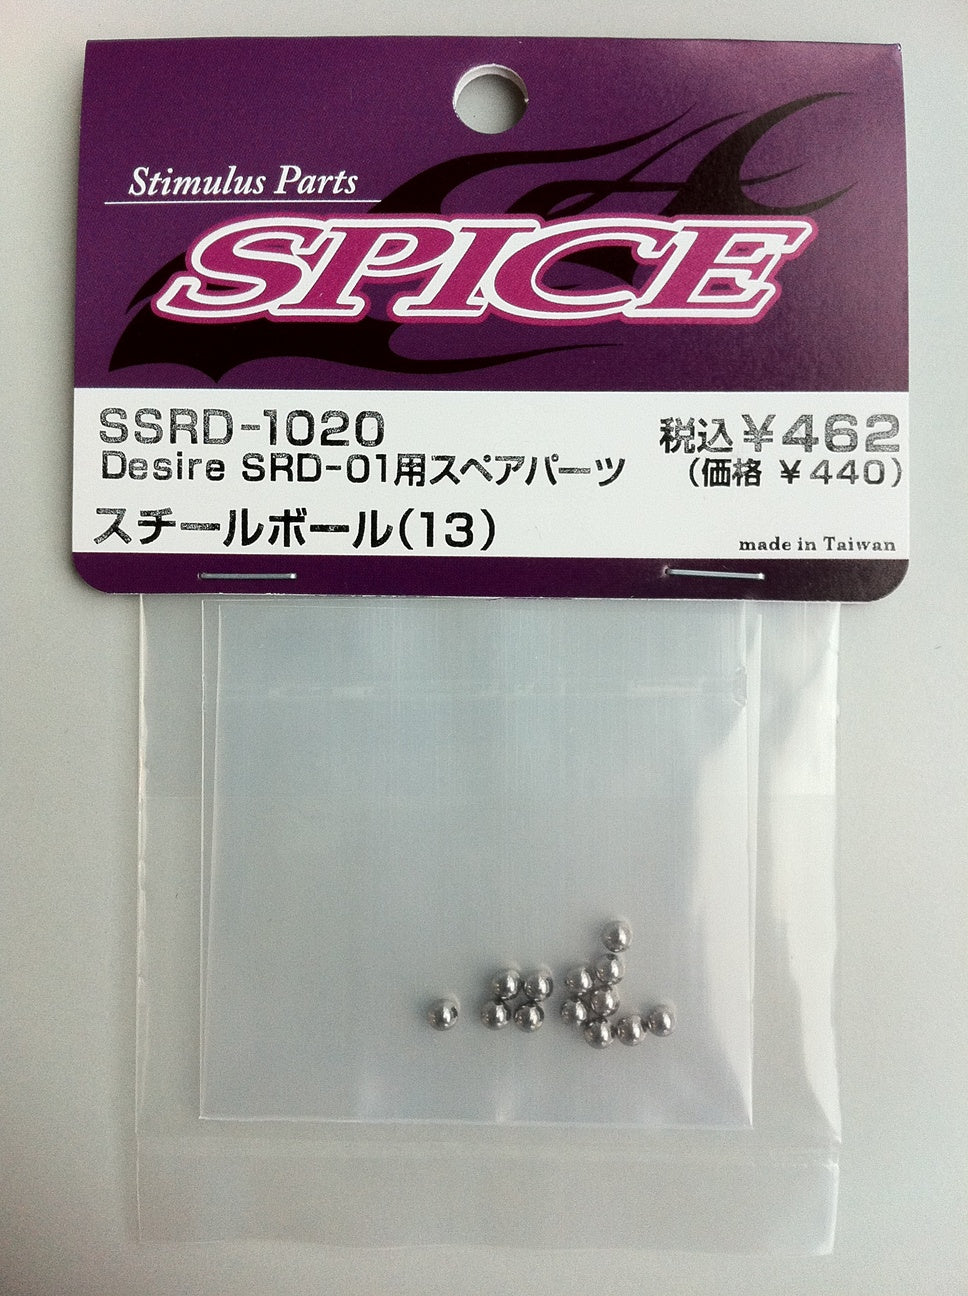 Stimulus Parts
SPICE
SSRD-1020
税込¥462
Desire SRD-01用スペアパーツ
(価格 ¥440)
スチールボール(13)
made in Taiwan